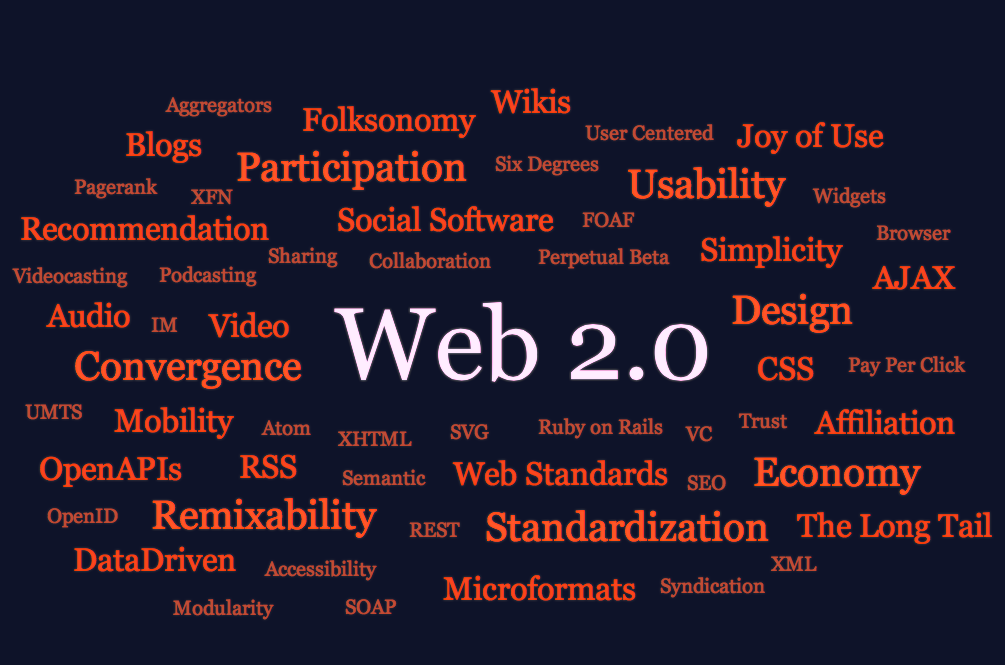 Wikis
Aggregators
Folksonomy
User Centered
Joy of Use
Blogs
Participation
Six Degrees
Usability
Pagerank
XFN
Widgets
Recommendation
Social Software
FOAF
Browser
Sharing
Collaboration
Perpetual Beta
Simplicity
Videocasting
Podcasting
AJAX
Audio
IM
Video
Design
Web 2.0
Convergence
CSS
Pay Per Click
UMTS
Mobility
Atom
XHTML
SVG
Ruby on Rails
VC
Trust
Affiliation
OpenAPIs
RSS
Semantic
Web Standards
SEO
Economy
OpenID
Remixability
REST
Standardization
The Long Tail
DataDriven
Accessibility
XML
Microformats
Syndication
Modularity
SOAP